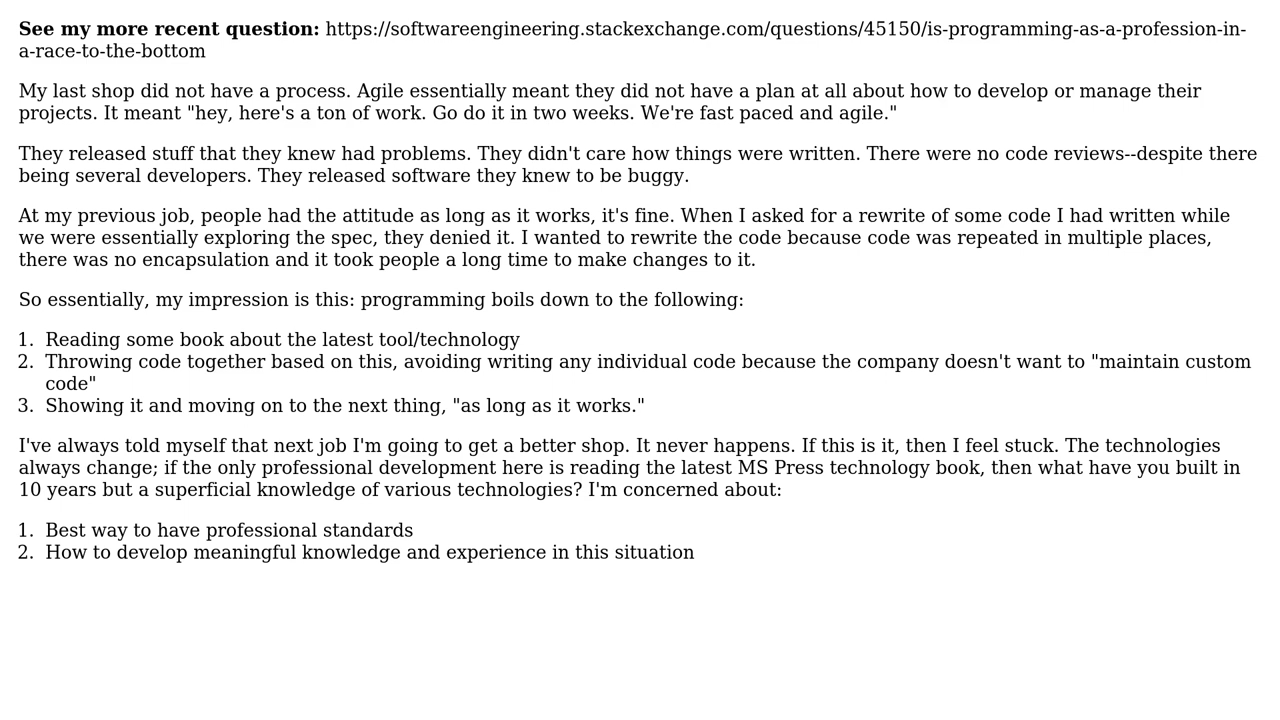 See my more recent question: https://softwareengineering.stackexchange.com/questions/45150/is-programming-as-a-profession-in-
a-race-to-the-bottom
My last shop did not have a process. Agile essentially meant they did not have a plan at all about how to develop or manage their
projects. It meant "hey, here's a ton of work. Go do it in two weeks. We're fast paced and agile."
They released stuff that they knew had problems. They didn't care how things were written. There were no code reviews--despite there
being several developers. They released software they knew to be buggy.
At my previous job, people had the attitude as long as it works, it's fine. When I asked for a rewrite of some code I had written while
we were essentially exploring the spec, they denied it. I wanted to rewrite the code because code was repeated in multiple places,
there was no encapsulation and it took people a long time to make changes to it.
So essentially, my impression is this: programming boils down to the following:
1. Reading some book about the latest tool/technology
2. Throwing code together based on this, avoiding writing any individual code because the company doesn't want to "maintain custom
code"
3. Showing it and moving on to the next thing, "as long as it works."
I've always told myself that next job I'm going to get a better shop. It never happens. If this is it, then I feel stuck. The technologies
always change; if the only professional development here is reading the latest MS Press technology book, then what have you built in
10 years but a superficial knowledge of various technologies? I'm concerned about:
1. Best way to have professional standards
2. How to develop meaningful knowledge and experience in this situation